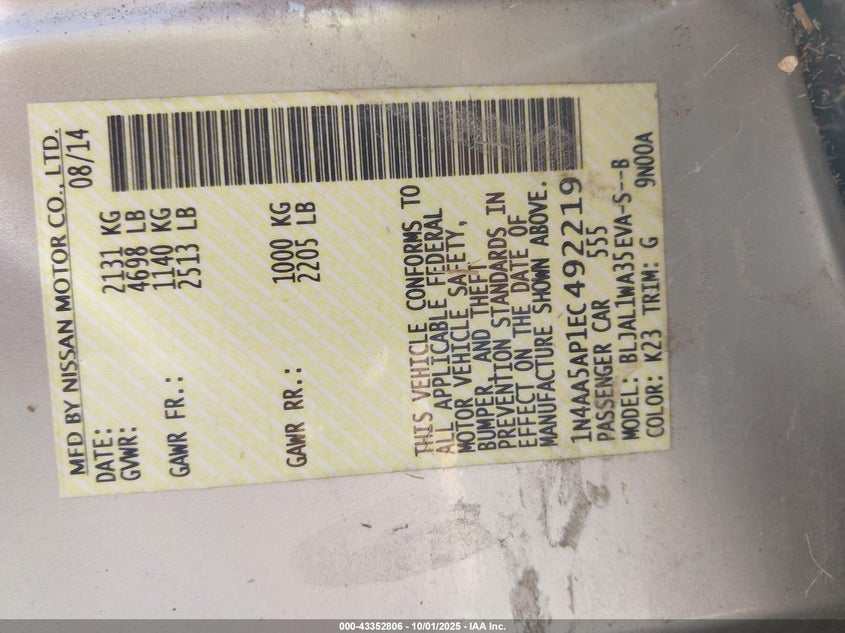 MFD BY NISSAN MOTOR CO., LTD.
DATE: 08/14
GVWR: 2131 KG
4698 LB
GAWR FR.: 1140 KG
2513 LB
GAWR RR.: 1000 KG
2205 LB
THIS VEHICLE CONFORMS TO
ALL APPLICABLE FEDERAL
MOTOR VEHICLE SAFETY,
BUMPER, AND THEFT
PREVENTION STANDARDS IN
EFFECT ON THE DATE OF
MANUFACTURE SHOWN ABOVE.
1N4AA5AP1EC492219
PASSENGER CAR 555
MODEL: BLJAL1WA35EVA-S--B
COLOR: K23 TRIM: G 9N00A
000-43352806 - 10/01/2025 - IAA Inc.